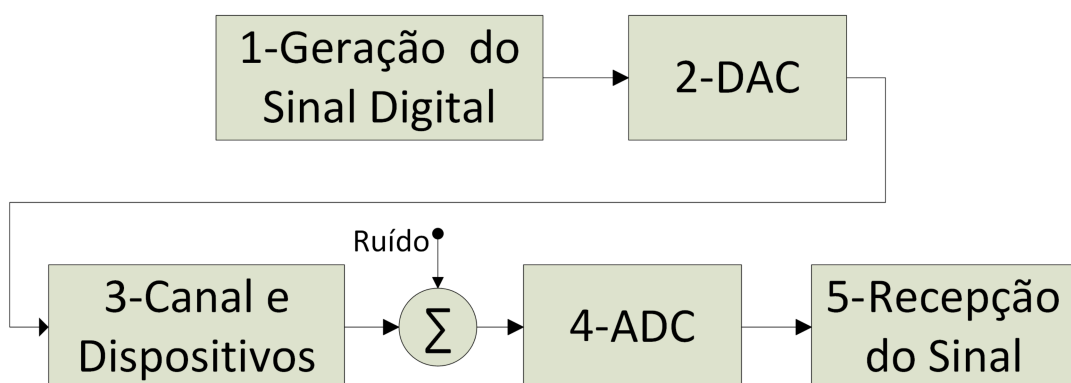 1-Geração do
Sinal Digital
2-DAC
Ruído
3-Canal e
Dispositivos
∑
4-ADC
5-Recepção
do Sinal